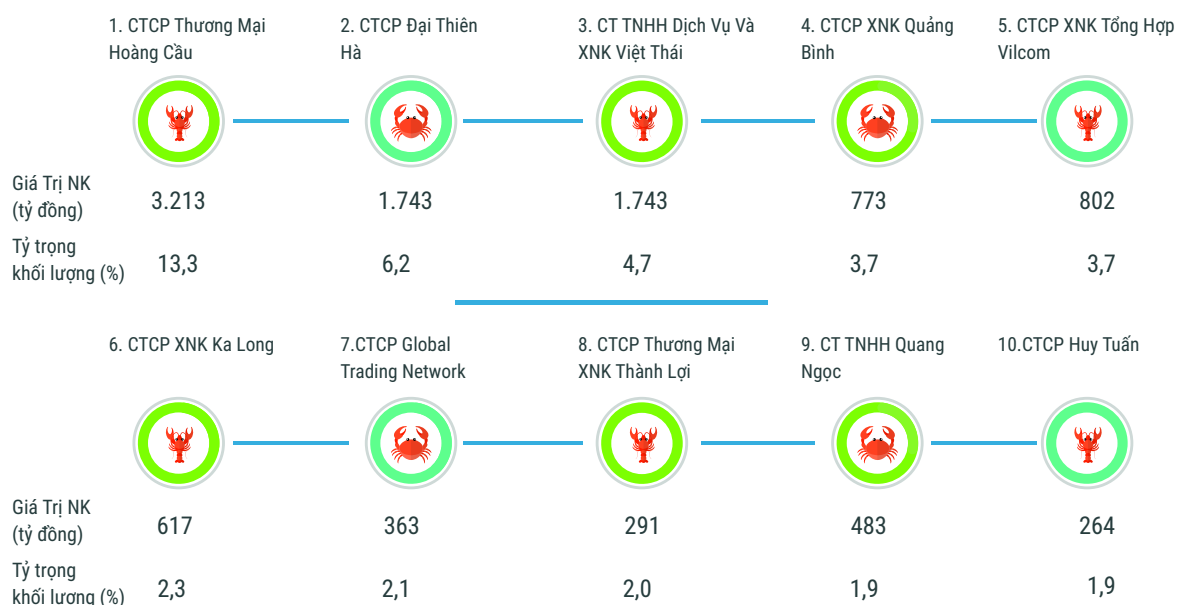 1. CTCP Thương Mại
Hoàng Cầu
2. CTCP Đại Thiên
Hà
3. CT TNHH Dịch Vụ Và
XNK Việt Thái
4. CTCP XNK Quảng
Bình
5. CTCP XNK Tổng Hợp
Vilcom
Giá Trị NK
(tỷ đồng)
3.213
1.743
1.743
773
802
Tỷ trọng
khối lượng (%)
13,3
6,2
4,7
3,7
3,7
6. CTCP XNK Ka Long
7.CTCP Global
Trading Network
8. CTCP Thương Mại
XNK Thành Lợi
9. CT TNHH Quang
Ngọc
10.CTCP Huy Tuấn
Giá Trị NK
(tỷ đồng)
617
363
291
483
264
Tỷ trọng
khối lượng (%)
2,3
2,1
2,0
1,9
1,9